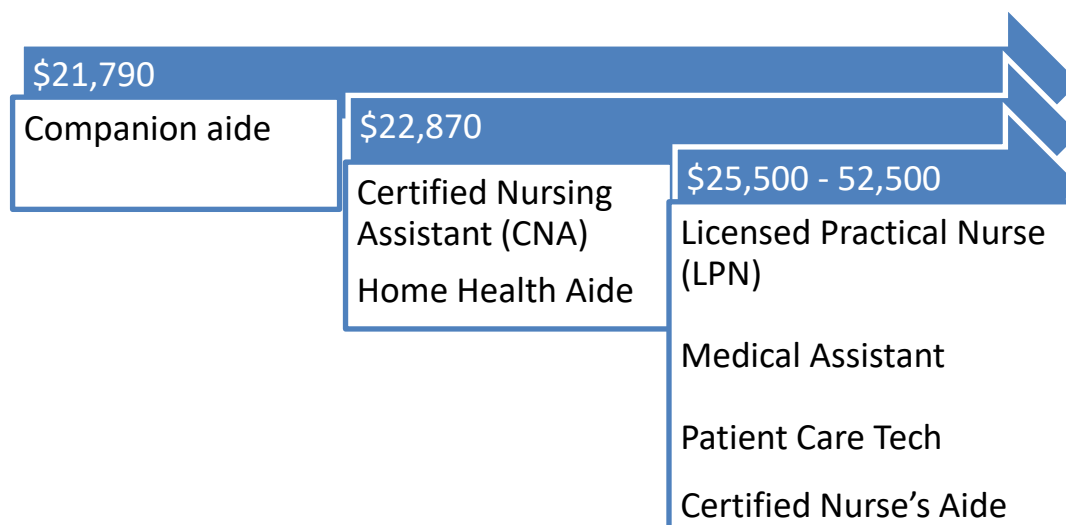 $21,790
Companion aide
$22,870
Certified Nursing
Assistant (CNA)
Home Health Aide
$25,500 - 52,500
Licensed Practical Nurse
(LPN)
Medical Assistant
Patient Care Tech
Certified Nurse’s Aide